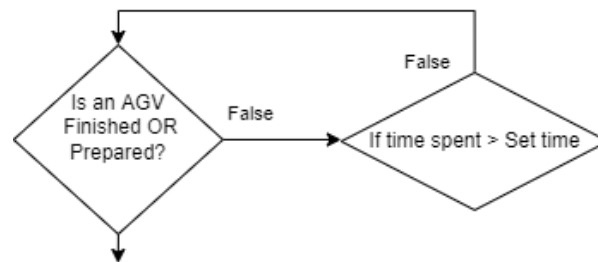 False
Is an AGV
Finished OR
Prepared?
False
If time spent > Set time